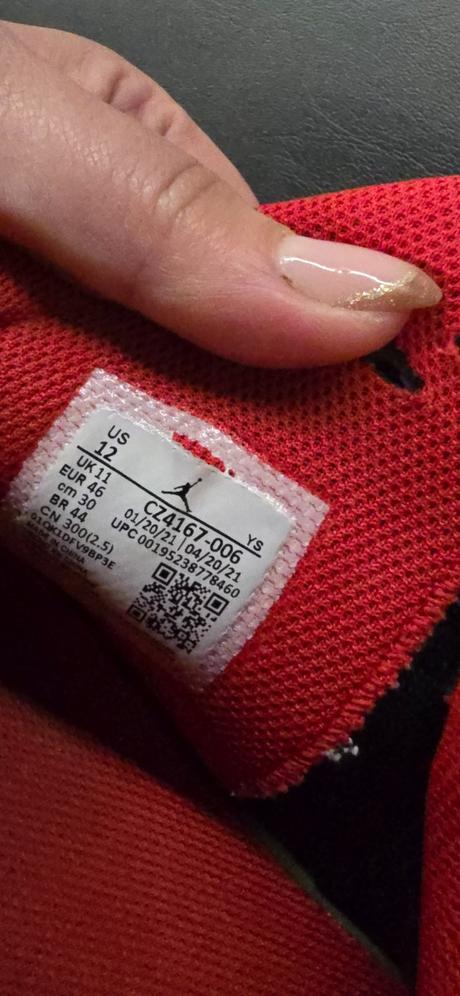 US
12
UK 11
EUR 46
cm 30
BR 44
CN 300(2.5)
CZ4167-006 YS
01/20/21 | 04/20/21
UPC 00195238778460